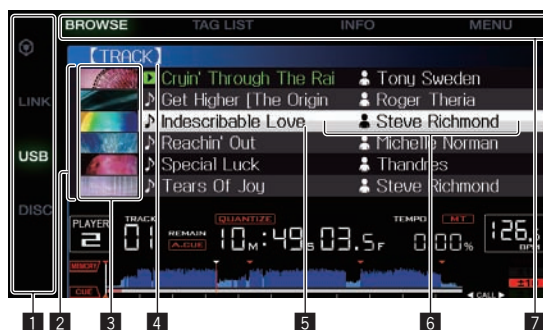 BROWSE TAG LIST INFO MENU
[TRACK]
LINK
USB
DISC
Cryin' Through The Rai Tony Sweden
Get Higher [The Origin Roger Theria
Indescribable Love Steve Richmond
Reachin' Out Michelle Norman
Special Luck Thandres
Tears Of Joy Steve Richmond
PLAYER 2
TRACK 01
REMAIN
A.CUE
QUANTIZE
10M:49S03.5F
TEMPO MT
0.00%
126.
BPM
MEMORY
CUE
±10
CALL
1 2 3 4 5 6 7